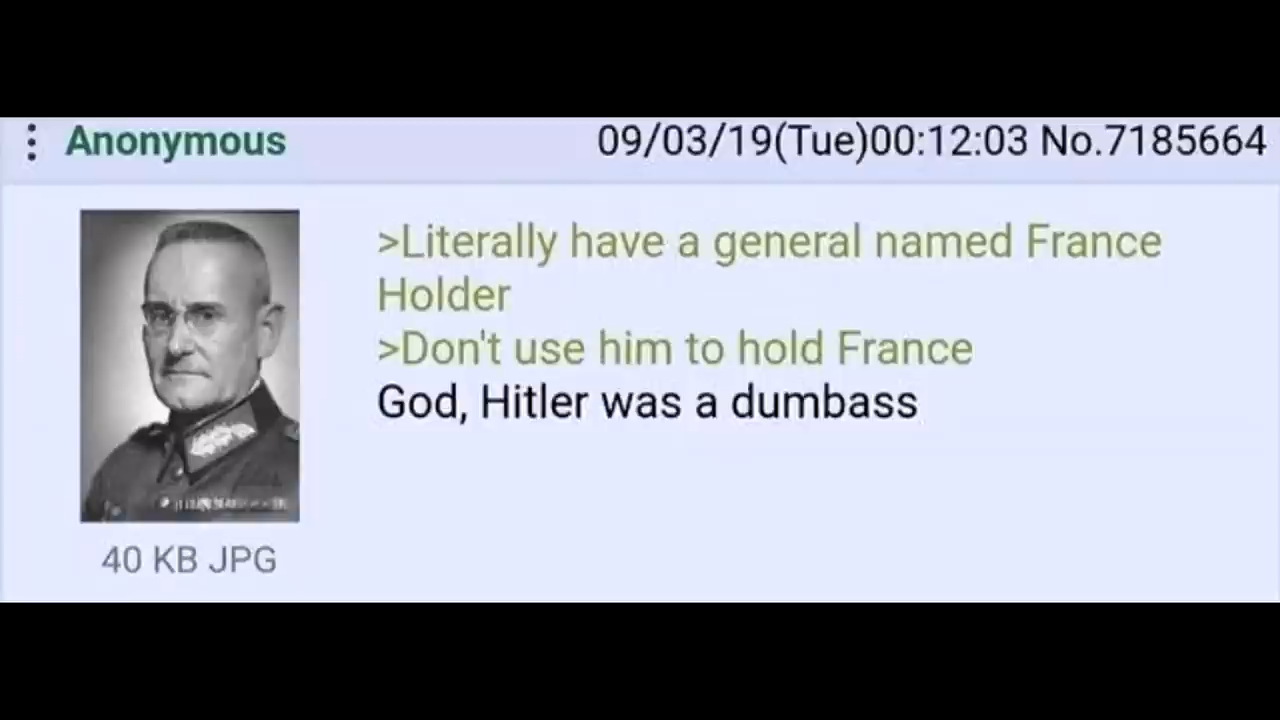 Anonymous 09/03/19(Tue)00:12:03 No.7185664
>Literally have a general named France
Holder
>Don't use him to hold France
God, Hitler was a dumbass
40 KB JPG